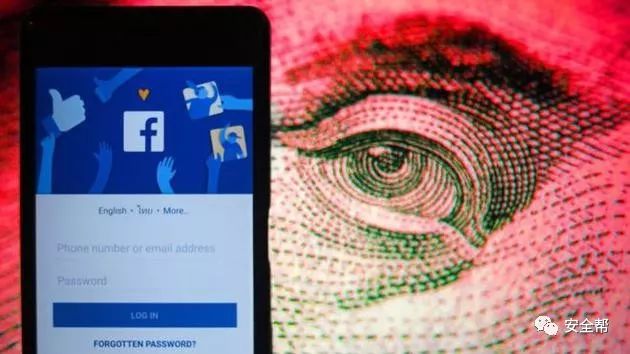 f
English • ไทย • More...
Phone number or email address
Password
LOG IN
FORGOTTEN PASSWORD?
安全帮